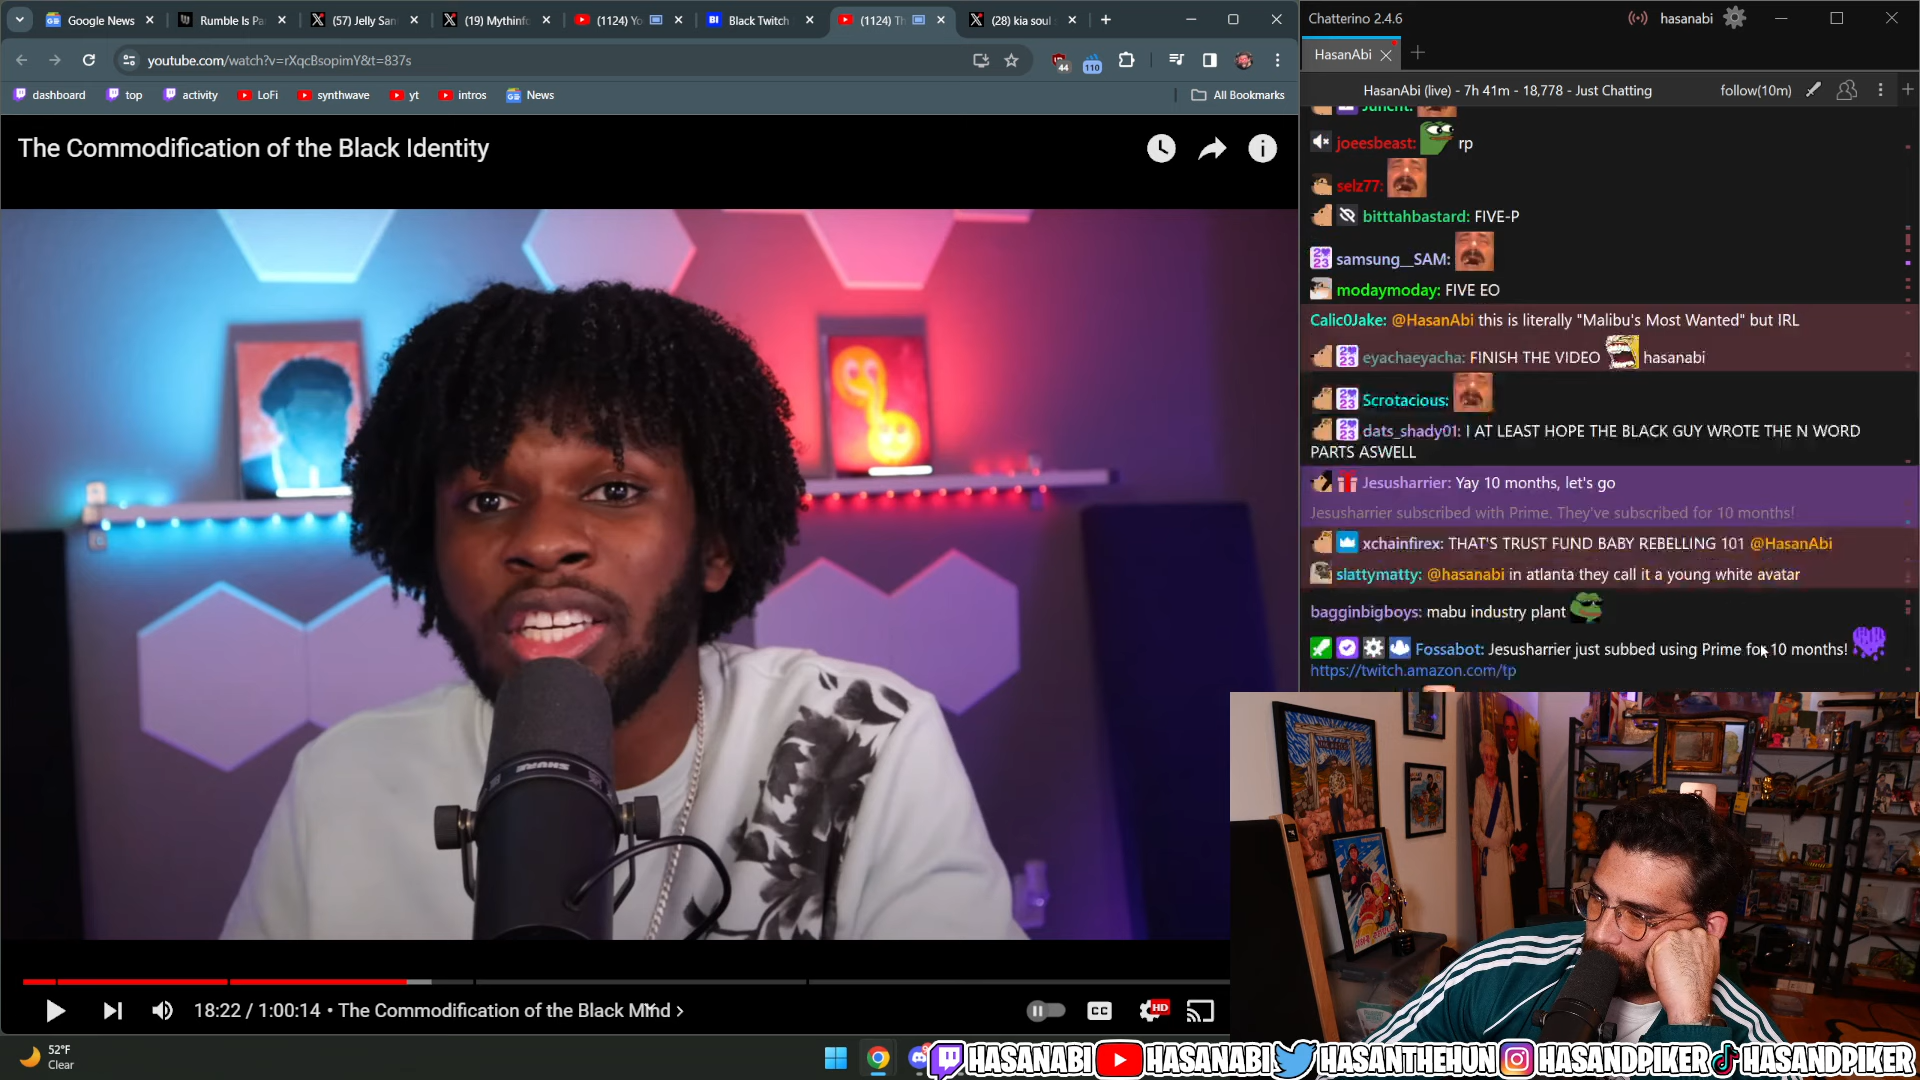 Google News
Rumble Is Pa
(57) Jelly San
(19) Mythinfo
(1124) Yo
Black Twitch
(1124) Th
(28) kia soul
youtube.com/watch?v=rXqcBsopimY&t=837s
44
110
dashboard
top
activity
LoFi
synthwave
yt
intros
News
All Bookmarks
The Commodification of the Black Identity
SHURE
18:22 / 1:00:14 • The Commodification of the Black Mind >
CC
HD
52°F
Clear
Chatterino 2.4.6
hasanabi
HasanAbi
HasanAbi (live) - 7h 41m - 18,778 - Just Chatting
follow(10m)
joeesbeast: rp
selz77:
bitttahbastard: FIVE-P
samsung__SAM:
modaymoday: FIVE EO
Calic0Jake: @HasanAbi this is literally "Malibu's Most Wanted" but IRL
eyachaeyacha: FINISH THE VIDEO hasanabi
Scrotacious:
dats_shady01: I AT LEAST HOPE THE BLACK GUY WROTE THE N WORD
PARTS ASWELL
Jesusharrier: Yay 10 months, let's go
Jesusharrier subscribed with Prime. They've subscribed for 10 months!
xchainfirex: THAT'S TRUST FUND BABY REBELLING 101 @HasanAbi
slattymatty: @hasanabi in atlanta they call it a young white avatar
bagginbigboys: mabu industry plant
Fossabot: Jesusharrier just subbed using Prime for 10 months!
https://twitch.amazon.com/tp
HASANABI HASANABI HASANTHEHUN HASANDPIKER HASANDPIKER